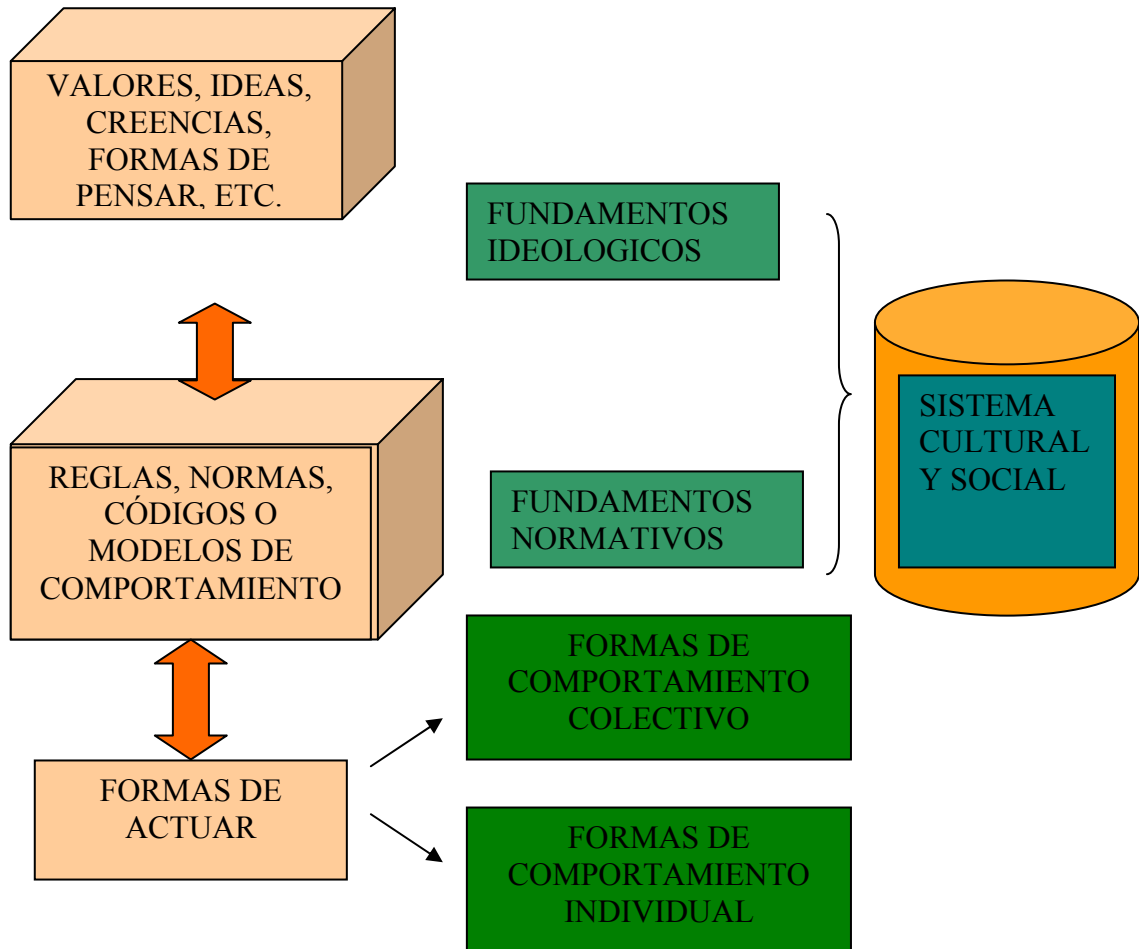 VALORES, IDEAS,
CREENCIAS,
FORMAS DE
PENSAR, ETC.
FUNDAMENTOS
IDEOLOGICOS
SISTEMA
CULTURAL
Y SOCIAL
REGLAS, NORMAS,
CÓDIGOS O
MODELOS DE
COMPORTAMIENTO
FUNDAMENTOS
NORMATIVOS
FORMAS DE
COMPORTAMIENTO
COLECTIVO
FORMAS DE
ACTUAR
FORMAS DE
COMPORTAMIENTO
INDIVIDUAL